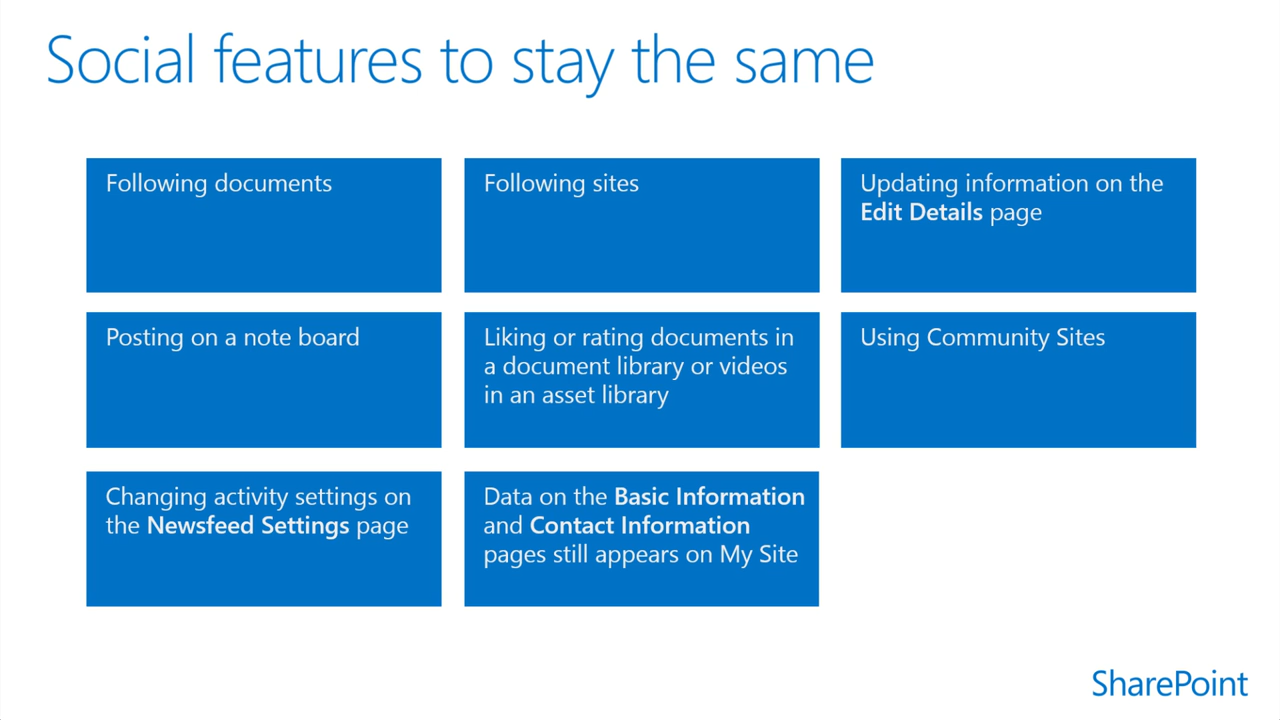 Social features to stay the same
Following documents
Following sites
Updating information on the
Edit Details page
Posting on a note board
Liking or rating documents in
a document library or videos
in an asset library
Using Community Sites
Changing activity settings on
the Newsfeed Settings page
Data on the Basic Information
and Contact Information
pages still appears on My Site
SharePoint